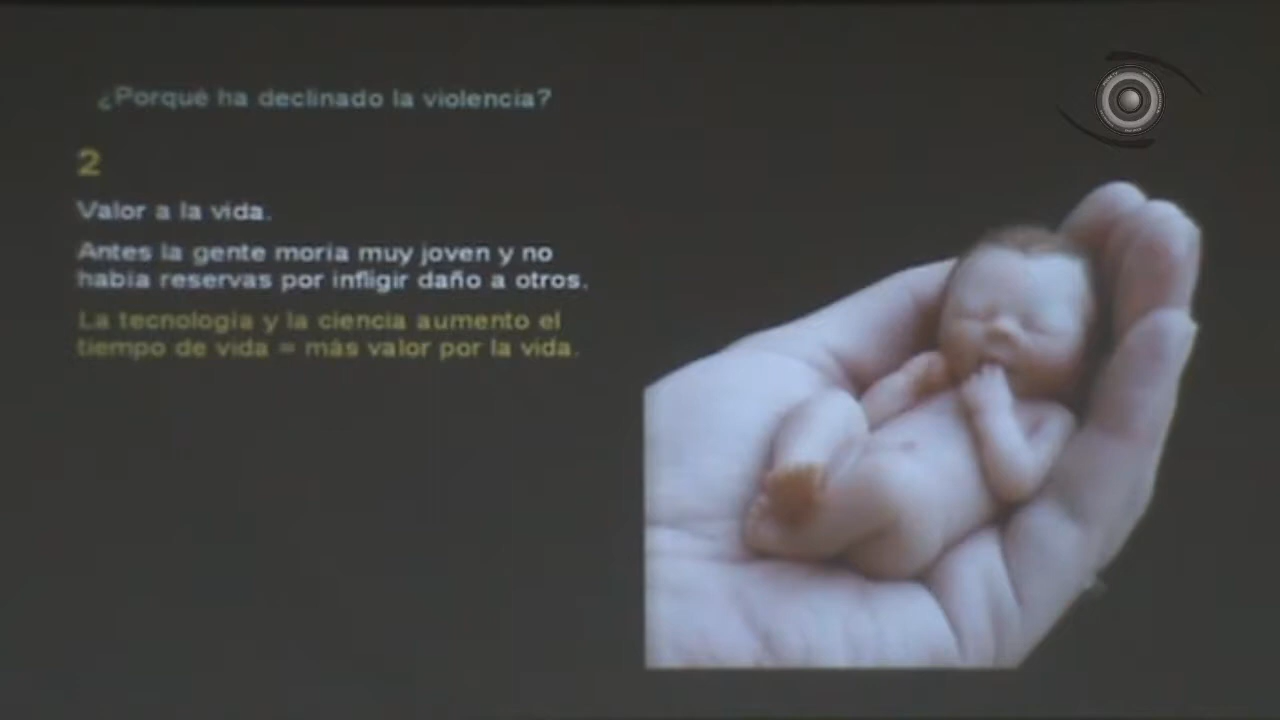 ¿Porqué ha declinado la violencia?
2
Valor a la vida.
Antes la gente moría muy joven y no
había reservas por infligir daño a otros.
La tecnología y la ciencia aumento el
tiempo de vida = más valor por la vida.